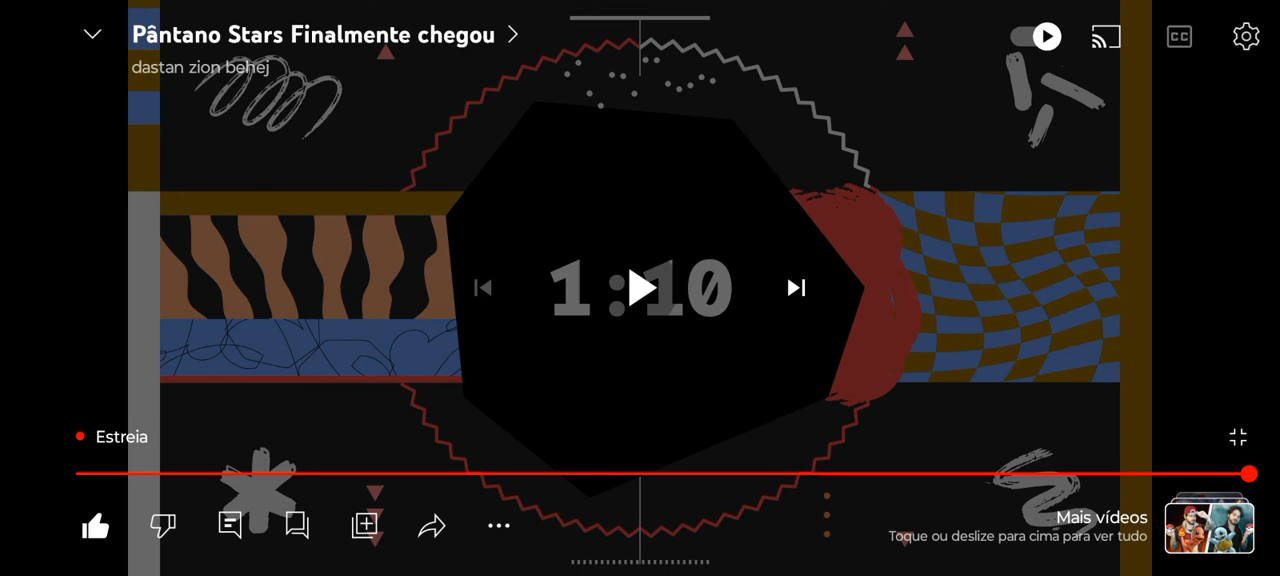 Pântano Stars Finalmente chegou
dastan zion behej
CC
1:10
Estreia
Mais vídeos
Toque ou deslize para cima para ver tudo